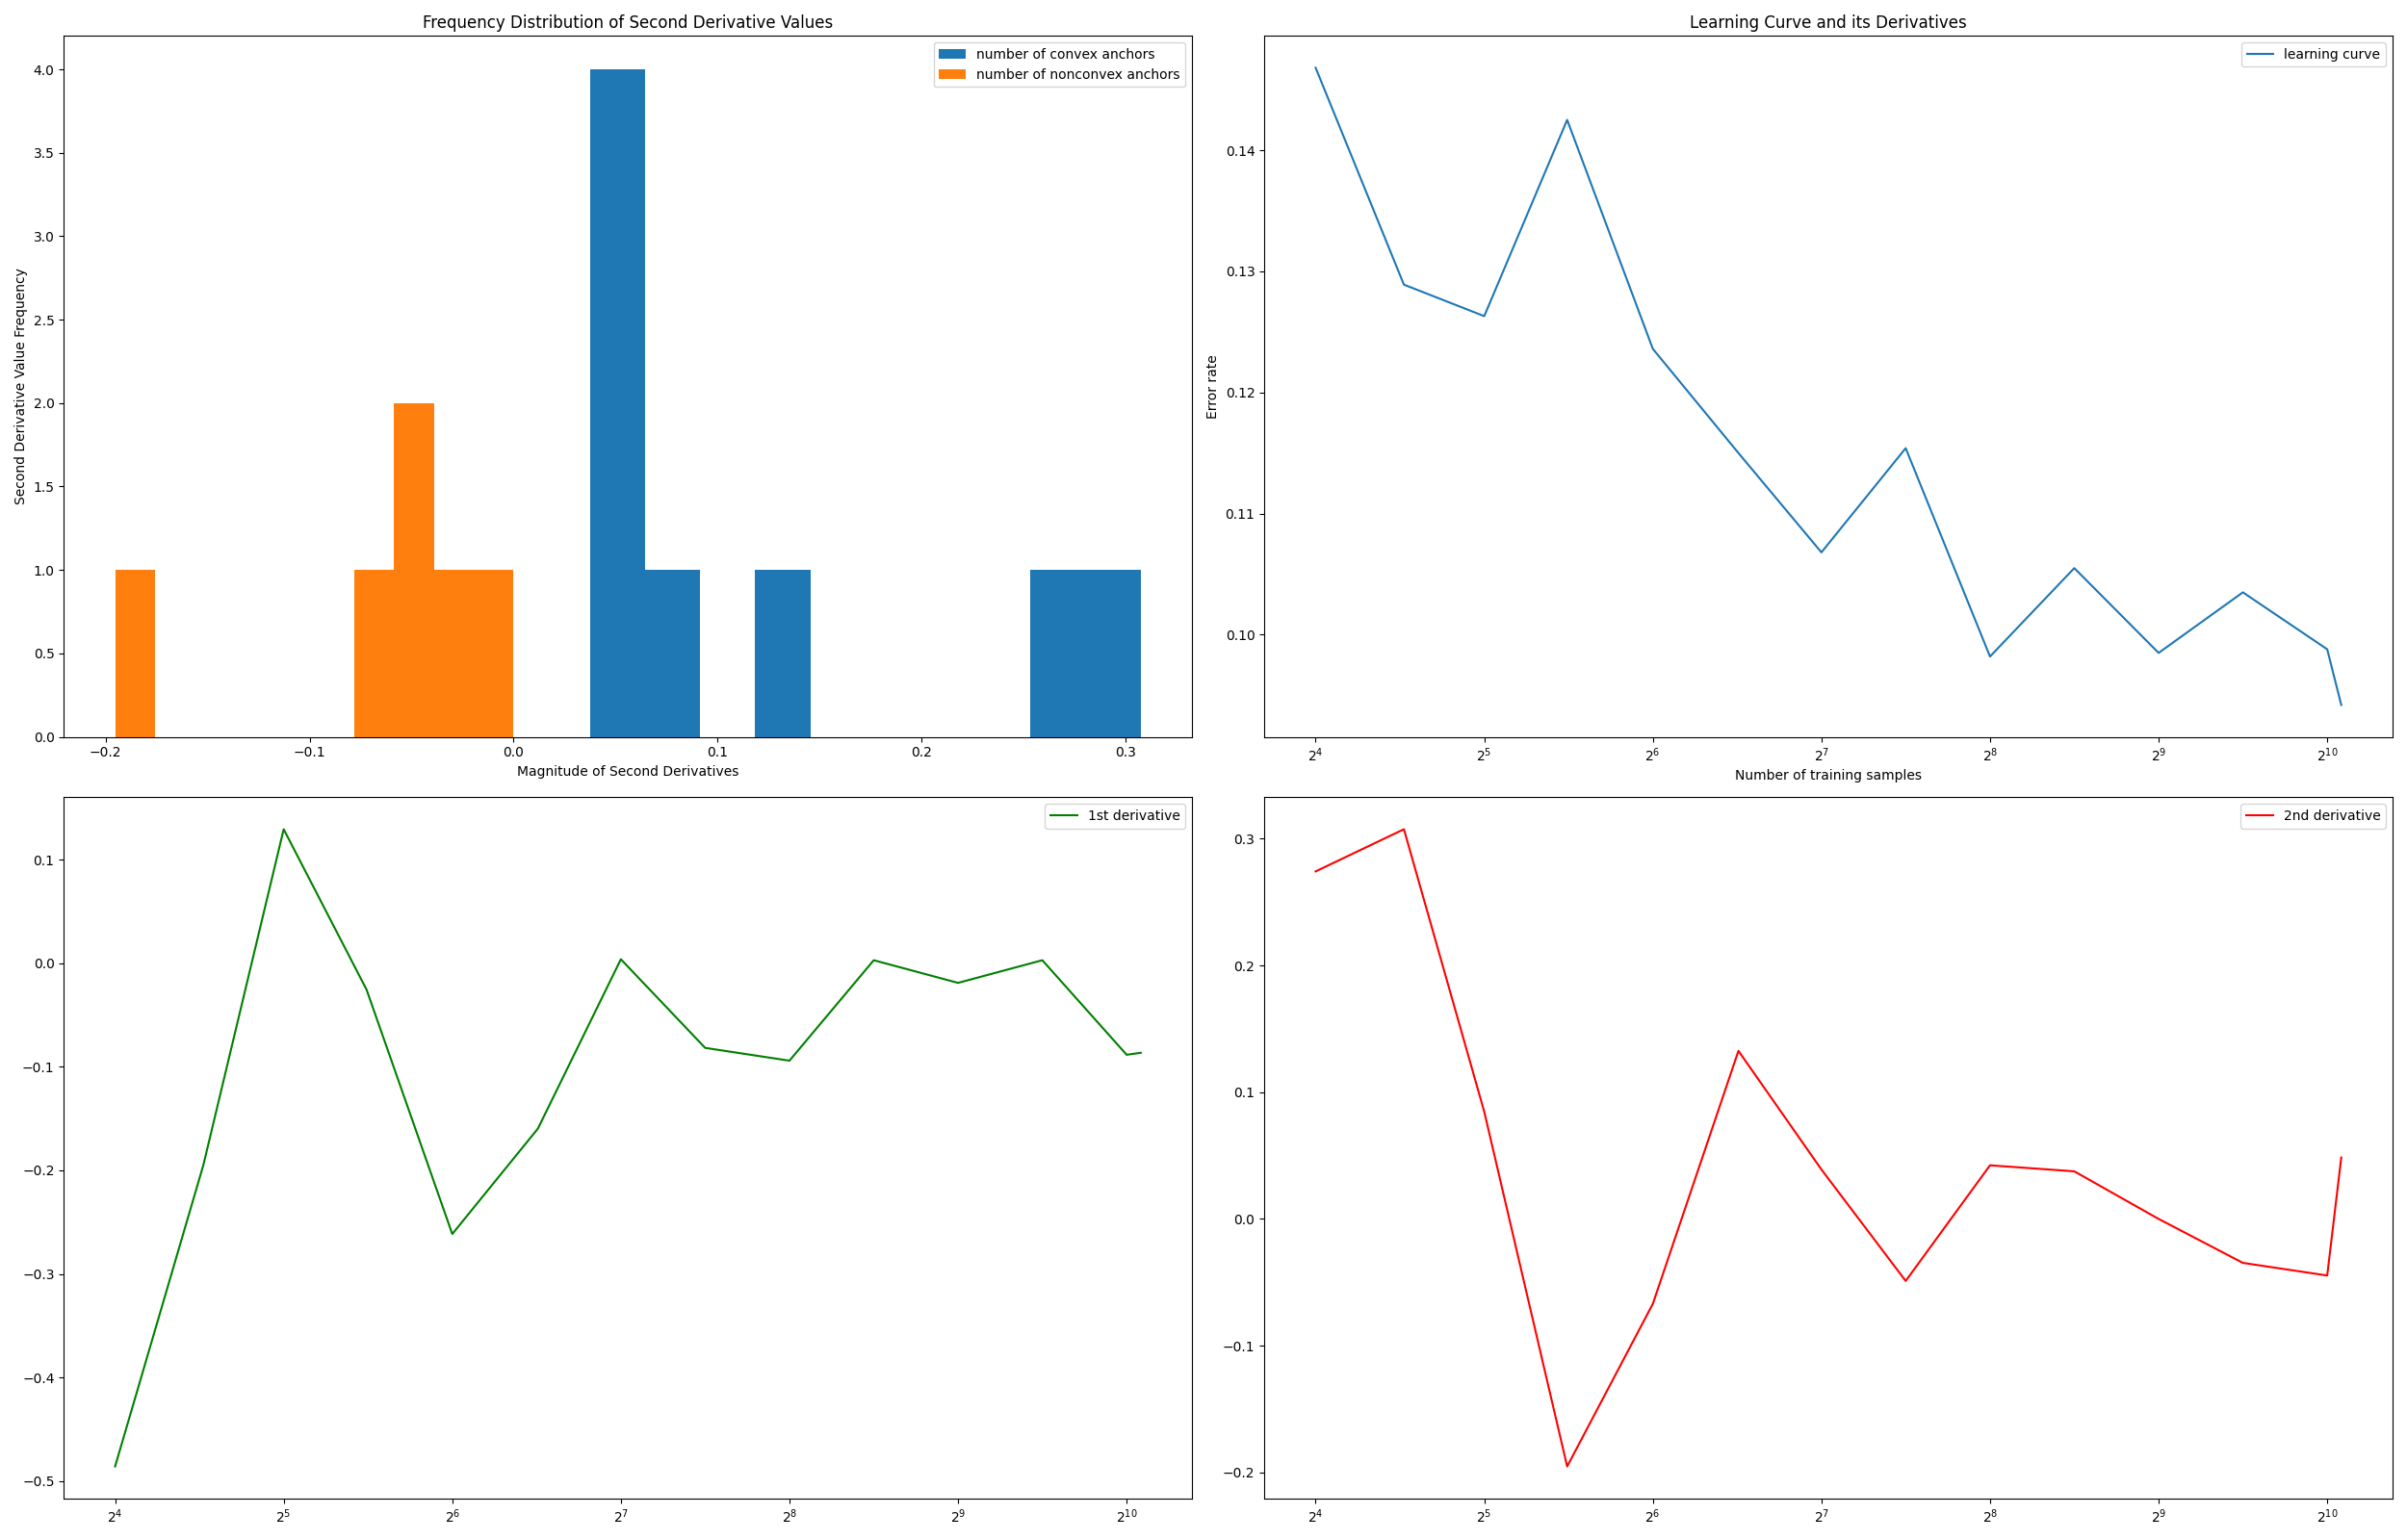 Frequency Distribution of Second Derivative Values
number of convex anchors
number of nonconvex anchors
4.0
3.5
3.0
2.5
2.0
1.5
1.0
0.5
0.0
Second Derivative Value Frequency
−0.2 −0.1 0.0 0.1 0.2 0.3
Magnitude of Second Derivatives
Learning Curve and its Derivatives
learning curve
0.14
0.13
0.12
0.11
0.10
Error rate
2⁴ 2⁵ 2⁶ 2⁷ 2⁸ 2⁹ 2¹⁰
Number of training samples
1st derivative
0.1
0.0
−0.1
−0.2
−0.3
−0.4
−0.5
2⁴ 2⁵ 2⁶ 2⁷ 2⁸ 2⁹ 2¹⁰
2nd derivative
0.3
0.2
0.1
0.0
−0.1
−0.2
2⁴ 2⁵ 2⁶ 2⁷ 2⁸ 2⁹ 2¹⁰